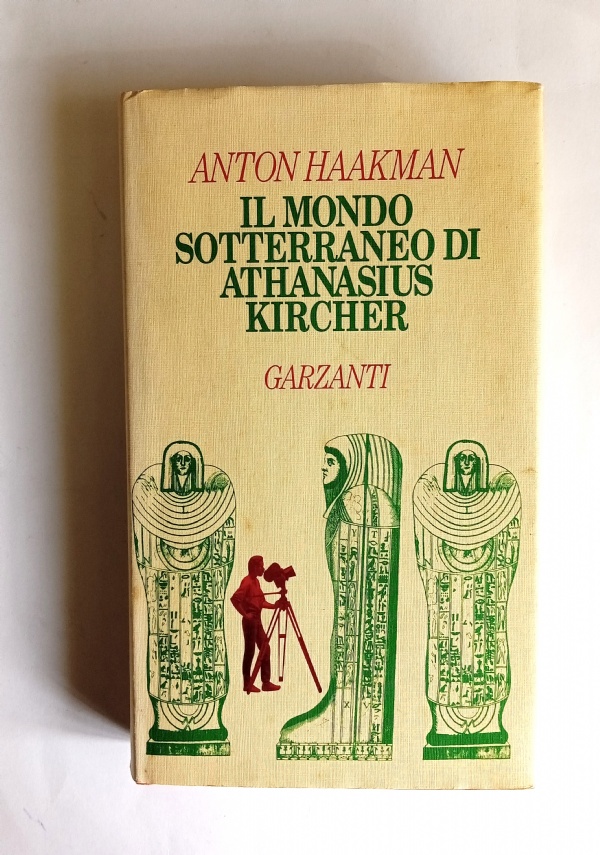 ANTON HAAKMAN
IL MONDO
SOTTERRANEO DI
ATHANASIUS
KIRCHER
GARZANTI